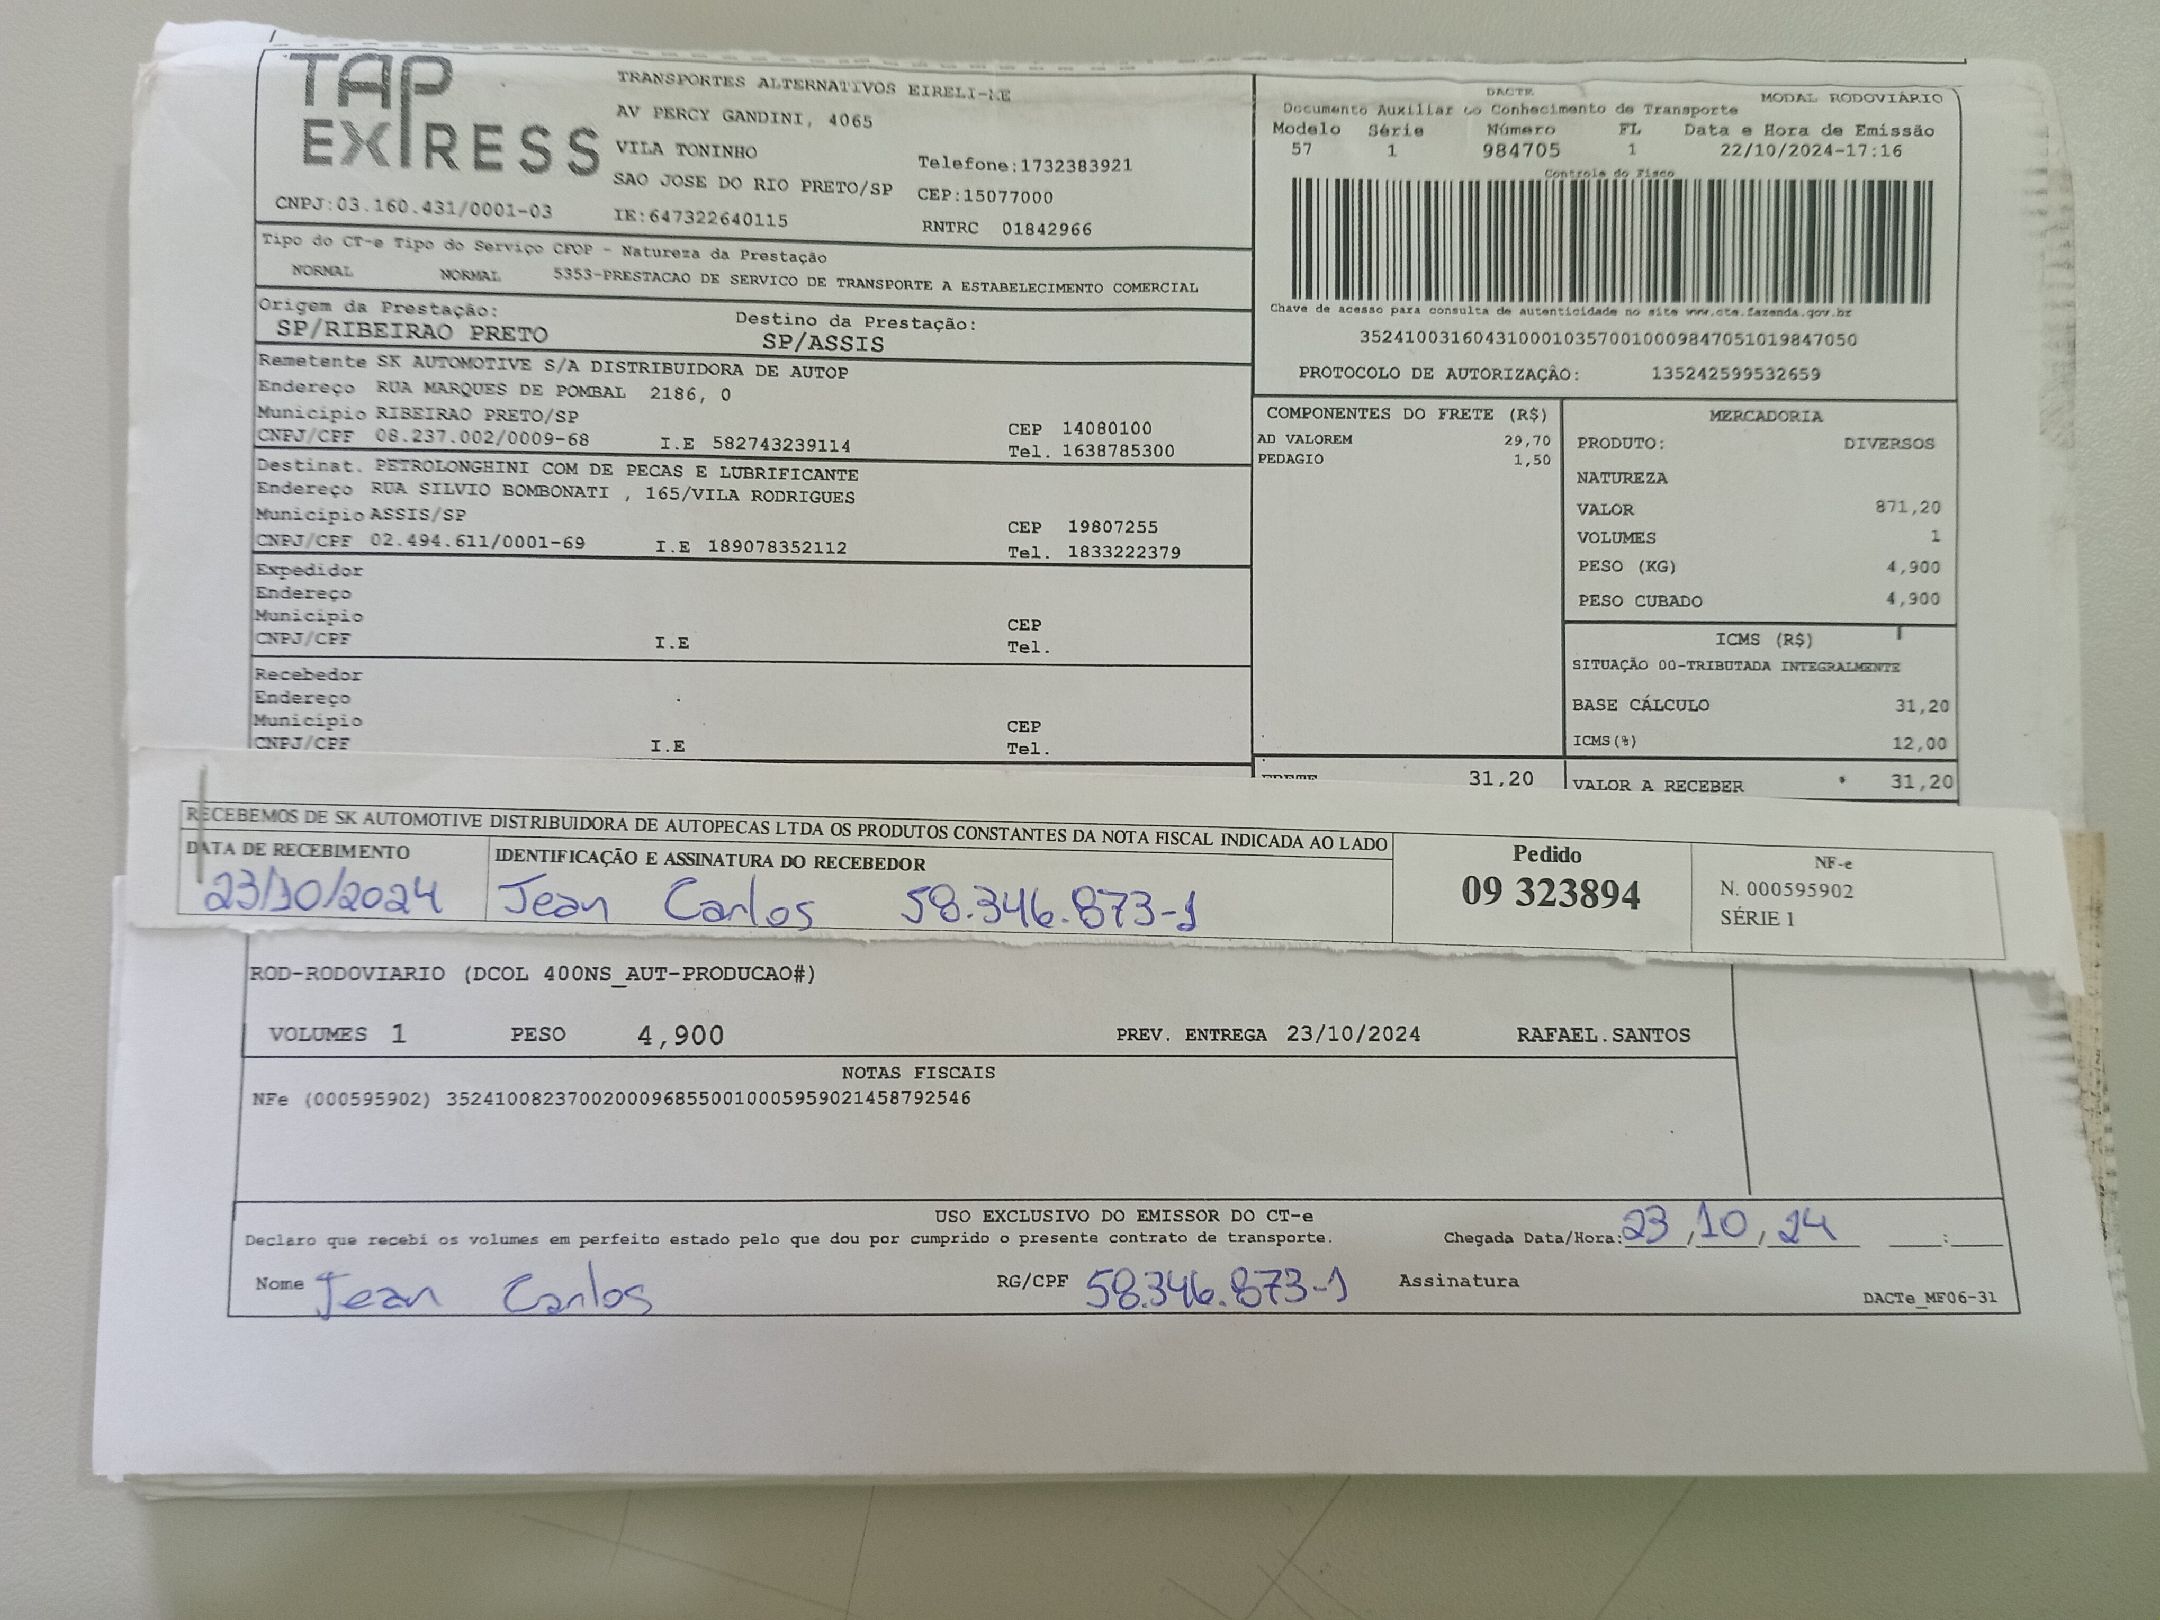 TAP EXPRESS
TRANSPORTES ALTERNATIVOS EIRELI-ME
AV PERCY GANDINI, 4065
VILA TONINHO
Telefone:1732383921
SAO JOSE DO RIO PRETO/SP CEP:15077000
CNPJ:03.160.431/0001-03 IE:647322640115 RNTRC 01842966
DACTE
MODAL RODOVIÁRIO
Documento Auxiliar do Conhecimento de Transporte
Modelo Série Número FL Data e Hora de Emissão
57 1 984705 1 22/10/2024-17:16
Controle do Fisco
Chave de acesso para consulta de autenticidade no site www.cte.fazenda.gov.br
35241003160431000103570010009847051019847050
PROTOCOLO DE AUTORIZAÇÂO: 135242599532659
Tipo do CT-e Tipo do Serviço CFOP - Natureza da Prestação
NORMAL NORMAL 5353-PRESTACAO DE SERVICO DE TRANSPORTE A ESTABELECIMENTO COMERCIAL
Origem da Prestação: Destino da Prestação:
SP/RIBEIRAO PRETO SP/ASSIS
Remetente SK AUTOMOTIVE S/A DISTRIBUIDORA DE AUTOP
Endereço RUA MARQUES DE POMBAL 2186, 0
Município RIBEIRAO PRETO/SP CEP 14080100
CNPJ/CPF 08.237.002/0009-68 I.E 582743239114 Tel. 1638785300
Destinat. PETROLONGHINI COM DE PECAS E LUBRIFICANTE
Endereço RUA SILVIO BOMBONATI , 165/VILA RODRIGUES
Município ASSIS/SP CEP 19807255
CNPJ/CPF 02.494.611/0001-69 I.E 189078352112 Tel. 1833222379
Expedidor
Endereço
Município CEP
CNPJ/CPF I.E Tel.
Recebedor
Endereço
Município CEP
CNPJ/CPF I.E Tel.
COMPONENTES DO FRETE (R$)
AD VALOREM 29,70
PEDAGIO 1,50
31,20
MERCADORIA
PRODUTO: DIVERSOS
NATUREZA
VALOR 871,20
VOLUMES 1
PESO (KG) 4,900
PESO CUBADO 4,900
ICMS (R$)
SITUAÇÃO 00-TRIBUTADA INTEGRALMENTE
BASE CÁLCULO 31,20
ICMS(%) 12,00
VALOR A RECEBER * 31,20
RECEBEMOS DE SK AUTOMOTIVE DISTRIBUIDORA DE AUTOPECAS LTDA OS PRODUTOS CONSTANTES DA NOTA FISCAL INDICADA AO LADO
DATA DE RECEBIMENTO IDENTIFICAÇÃO E ASSINATURA DO RECEBEDOR
23/10/2024 Jean Carlos 58.346.873-1
Pedido
09 323894
NF-e
N. 000595902
SÉRIE 1
ROD-RODOVIARIO (DCOL 400NS_AUT-PRODUCAO#)
VOLUMES 1 PESO 4,900 PREV. ENTREGA 23/10/2024 RAFAEL.SANTOS
NOTAS FISCAIS
NFe (000595902) 35241008237002000968550010005959021458792546
USO EXCLUSIVO DO EMISSOR DO CT-e
Declaro que recebi os volumes em perfeito estado pelo que dou por cumprido o presente contrato de transporte. Chegada Data/Hora: 23/10/24 :
Nome Jean Carlos RG/CPF 58.346.873-1 Assinatura
DACTe_MF06-31